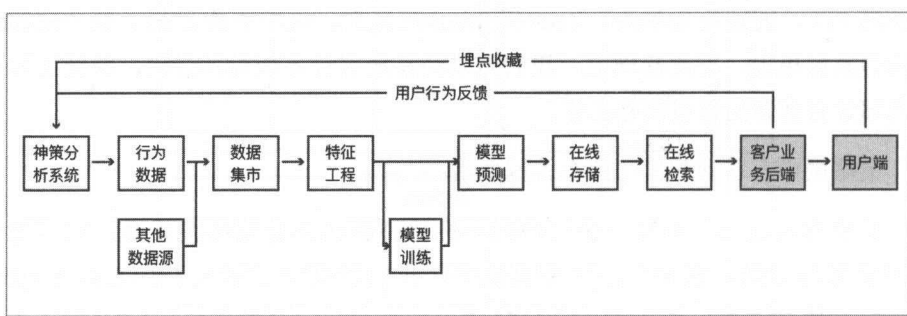 埋点收藏
用户行为反馈
神策分
析系统
行为
数据
数据
集市
特征
工程
模型
预测
在线
存储
在线
检索
客户业
务后端
用户端
其他
数据源
模型
训练